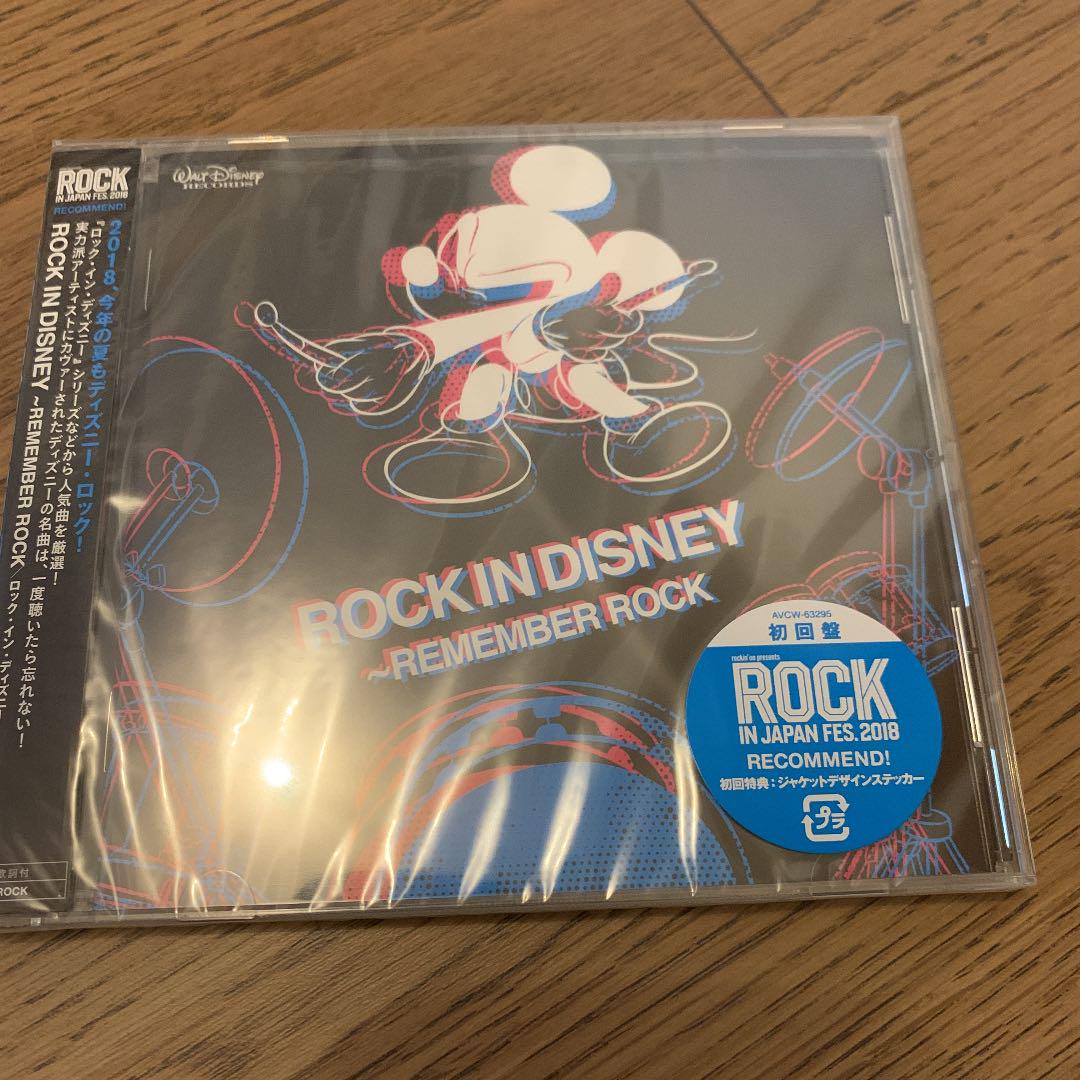 ROCK
IN JAPAN FES. 2018
RECOMMEND!
2018、今年の夏もディズニー・ロック!
『ロック・イン・ディズニー』シリーズなどから人気曲を厳選!
実力派アーティストにカヴァーされたディズニーの名曲は、一度聴いたら忘れない!
ROCK IN DISNEY ~REMEMBER ROCK/ロック・イン・ディズニー
歌詞付
ROCK
WALT DISNEY
RECORDS
ROCK IN DISNEY
~REMEMBER ROCK
AVCW-63295
初回盤
rockin'on presents
ROCK
IN JAPAN FES. 2018
RECOMMEND!
初回特典:ジャケットデザインステッカー
プラ